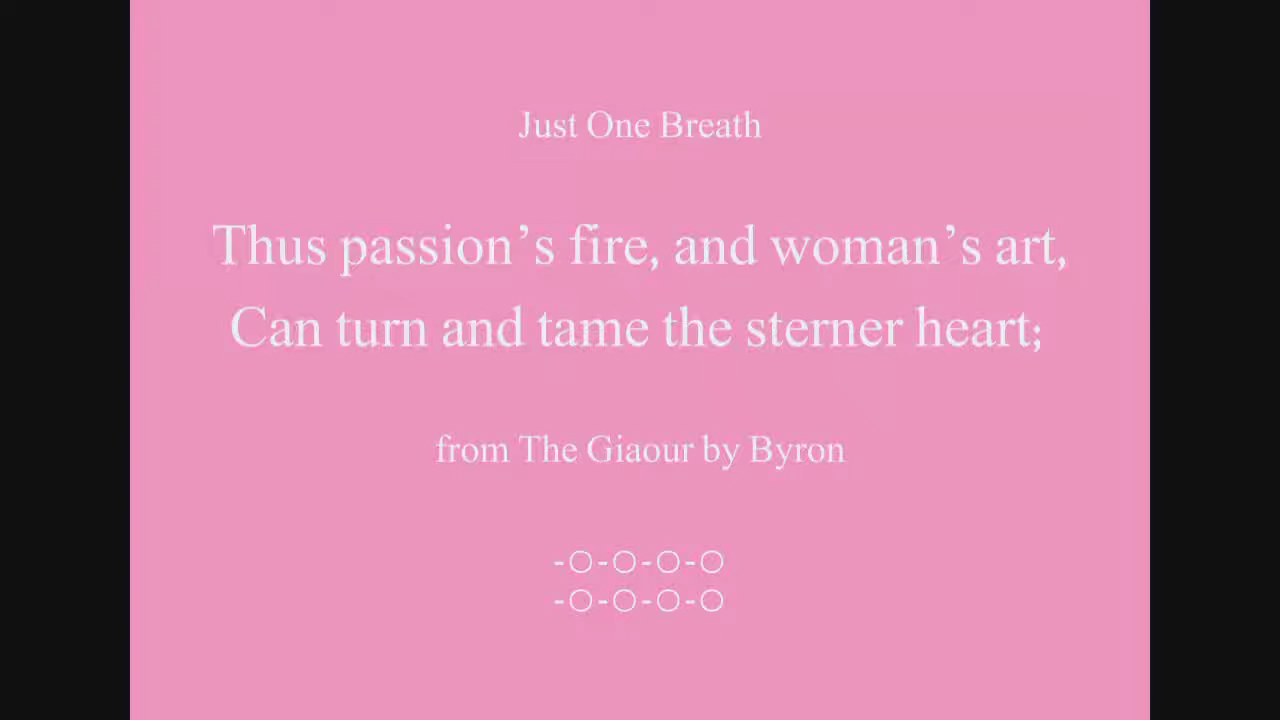 Just One Breath
Thus passion’s fire, and woman’s art,
Can turn and tame the sterner heart;
from The Giaour by Byron
-○-○-○-○
-○-○-○-○